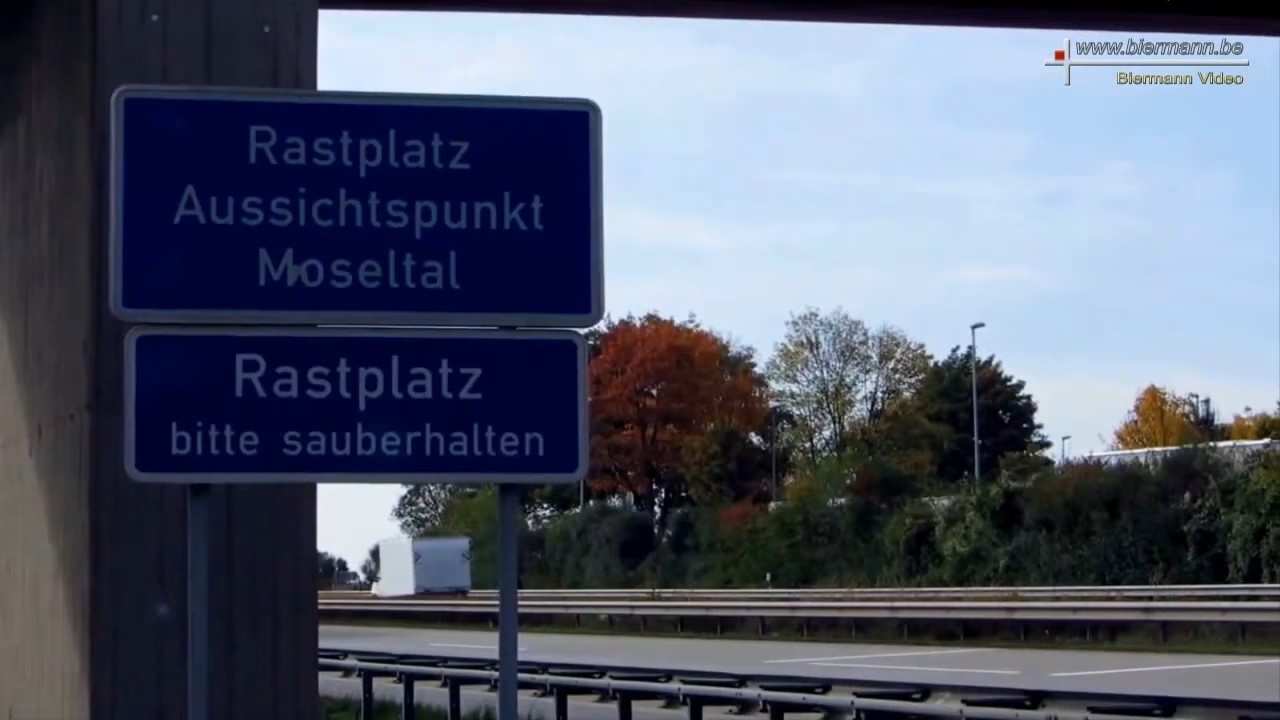 www.biermann.be
Biermann Video
Rastplatz
Aussichtspunkt
Moseltal
Rastplatz
bitte sauberhalten